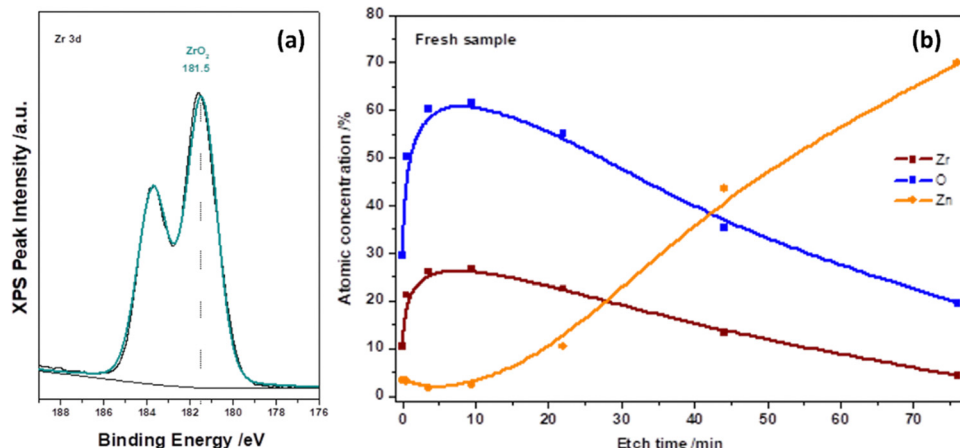 Zr 3d
(a)
ZrO2
181.5
XPS Peak Intensity /a.u.
188 186 184 182 180 178 176
Binding Energy /eV
Fresh sample
(b)
80
70
60
50
40
30
20
10
0
Atomic concentration /%
Zr
O
Zn
0 10 20 30 40 50 60 70
Etch time /min